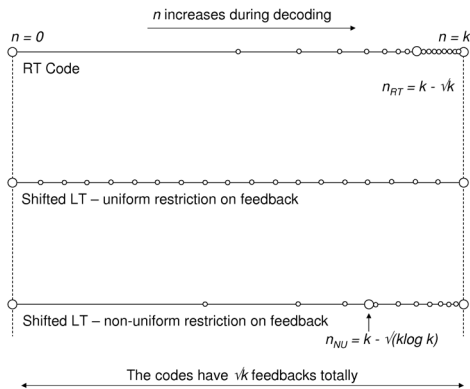 n increases during decoding
n = 0
n = k
RT Code
n_RT = k - √k
Shifted LT – uniform restriction on feedback
Shifted LT – non-uniform restriction on feedback
n_NU = k - √(klog k)
The codes have √k feedbacks totally